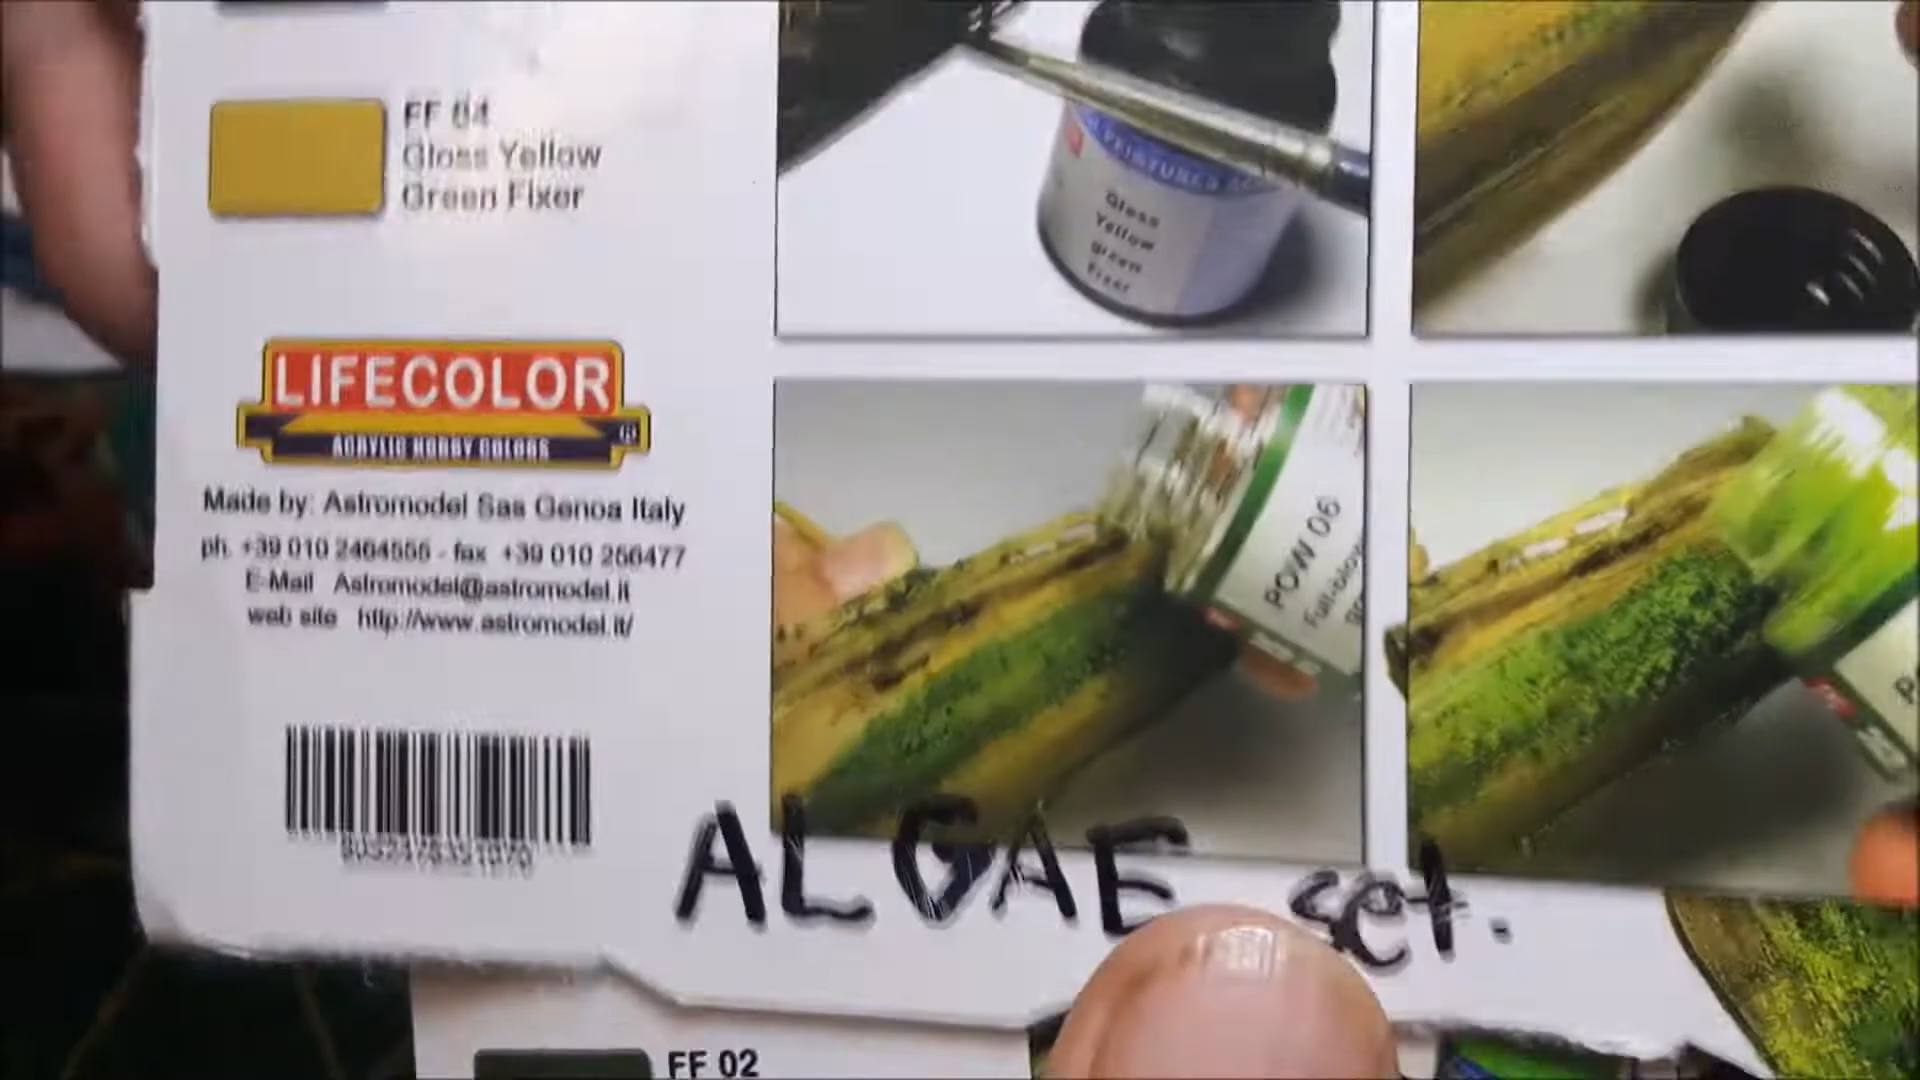 FF 04
Gloss Yellow
Green Fixer
LIFECOLOR
ACRYLIC HOBBY COLORS
Made by: Astromodel Sas Genoa Italy
ph. +39 010 2464555 - fax +39 010 256477
E-Mail Astromodel@astromodel.it
web site http://www.astromodel.it/
Gloss
Yellow
Green
Fixer
POW 06
ALGAE set.
FF 02